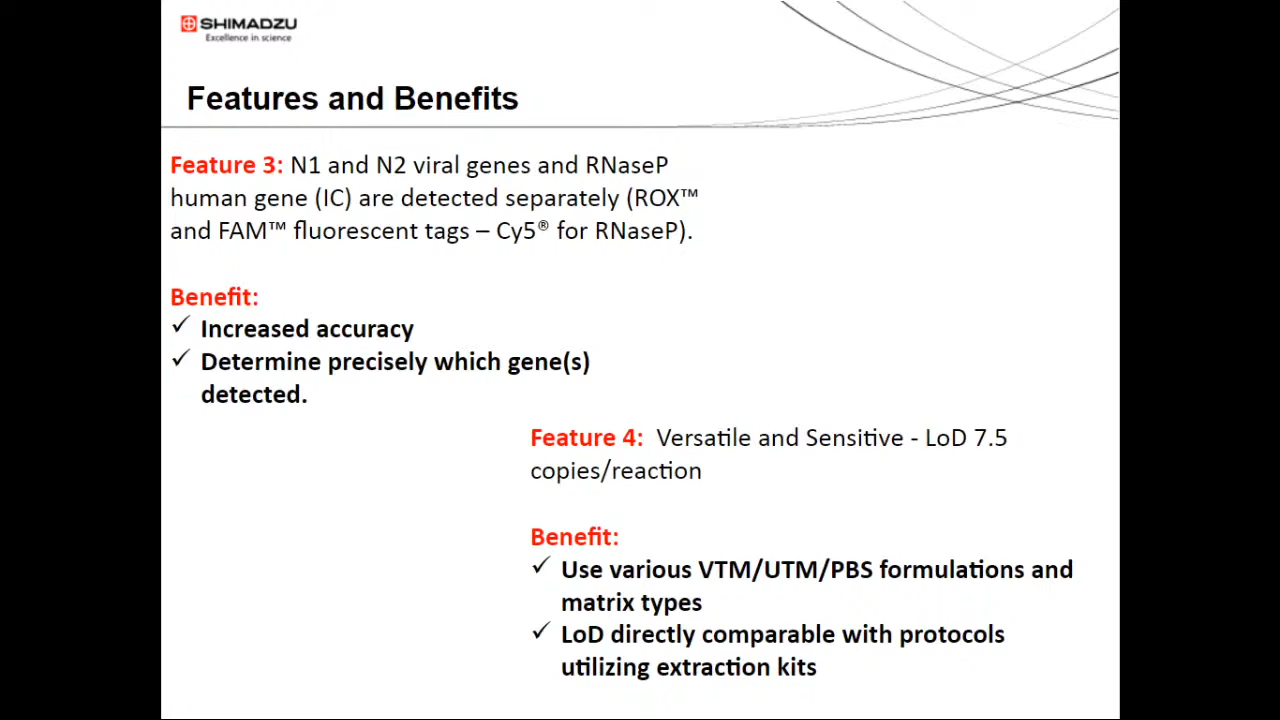 SHIMADZU
Excellence in science
Features and Benefits
Feature 3: N1 and N2 viral genes and RNaseP
human gene (IC) are detected separately (ROX™
and FAM™ fluorescent tags – Cy5® for RNaseP).
Benefit:
✓ Increased accuracy
✓ Determine precisely which gene(s)
detected.
Feature 4: Versatile and Sensitive - LoD 7.5
copies/reaction
Benefit:
✓ Use various VTM/UTM/PBS formulations and
matrix types
✓ LoD directly comparable with protocols
utilizing extraction kits